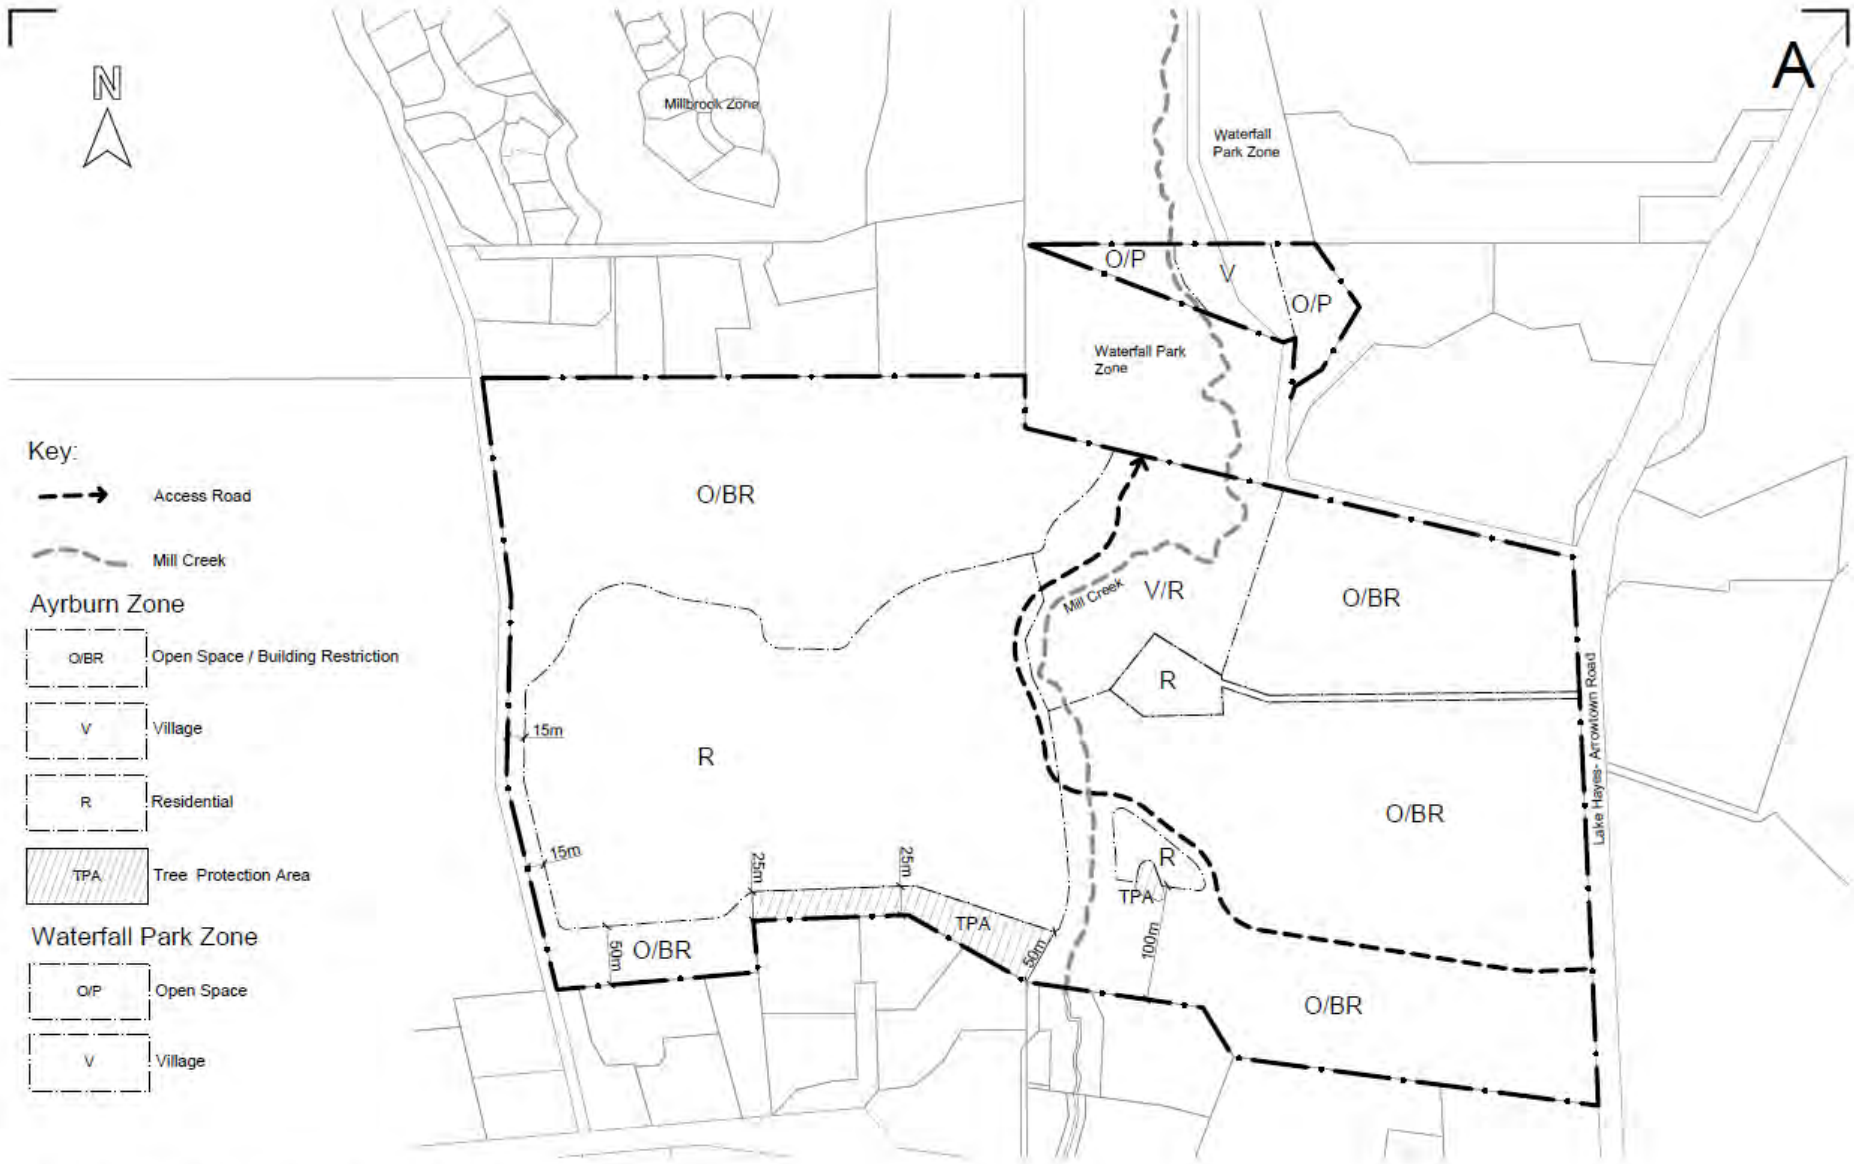 A
N
Millbrook Zone
Waterfall
Park Zone
O/P
V
O/P
Waterfall Park
Zone
Key:
Access Road
Mill Creek
Ayrburn Zone
O/BR
Open Space / Building Restriction
V
Village
R
Residential
TPA
Tree Protection Area
Waterfall Park Zone
O/P
Open Space
V
Village
O/BR
Mill Creek
V/R
O/BR
R
Lake Hayes- Arrowtown Road
15m
R
O/BR
15m
25m
25m
R
TPA
TPA
50m
O/BR
50m
100m
O/BR